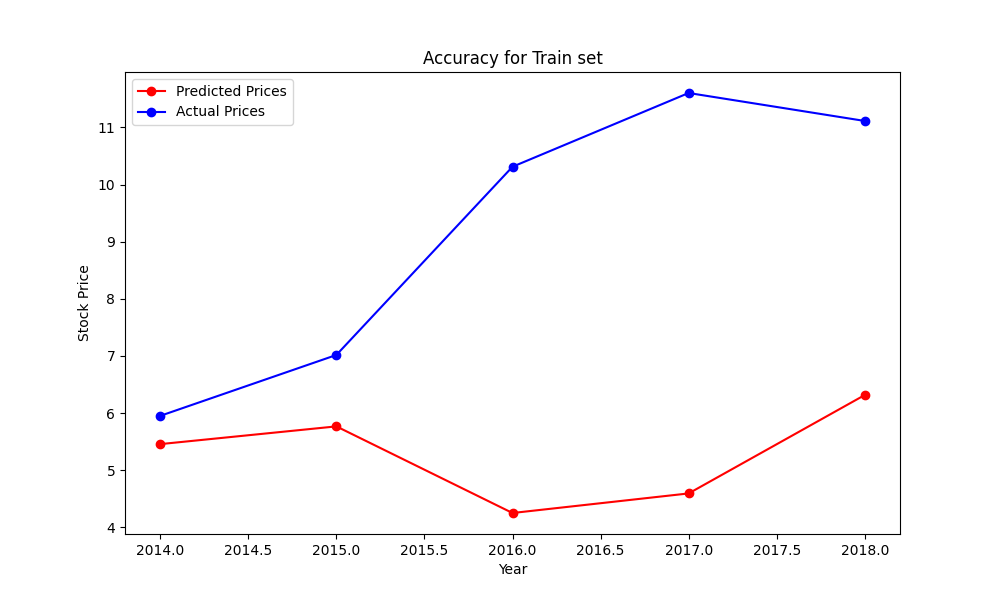 Accuracy for Train set
Predicted Prices
Actual Prices
11
10
9
8
7
6
5
4
Stock Price
2014.0 2014.5 2015.0 2015.5 2016.0 2016.5 2017.0 2017.5 2018.0
Year